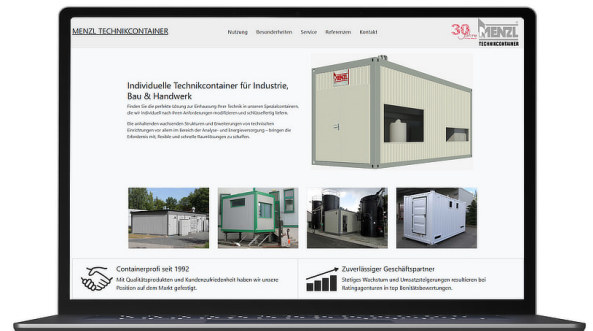 MENZL TECHNIKCONTAINER
Nutzung Besonderheiten Service Referenzen Kontakt
30
MENZL
TECHNIKCONTAINER
Individuelle Technikcontainer für Industrie,
Bau & Handwerk
Finden Sie die perfekte Lösung zur Einhausung Ihrer Technik in unseren Spezialcontainern,
die wir individuell nach Ihren Anforderungen modifizieren und schlüsselfertig liefern.
Die anhaltenden wachsenden Strukturen und Erweiterungen von technischen
Einrichtungen vor allem im Bereich der Analyse- und Energieversorgung – bringen die
Erfordernis mit, flexible und schnelle Raumlösungen zu schaffen.
MENZL
Containerprofi seit 1992
Mit Qualitätsprodukten und Kundenzufriedenheit haben wir unsere
Position auf dem Markt gefestigt.
Zuverlässiger Geschäftspartner
Stetiges Wachstum und Umsatzsteigerungen resultieren bei
Ratingagenturen in top Bonitätsbewertungen.